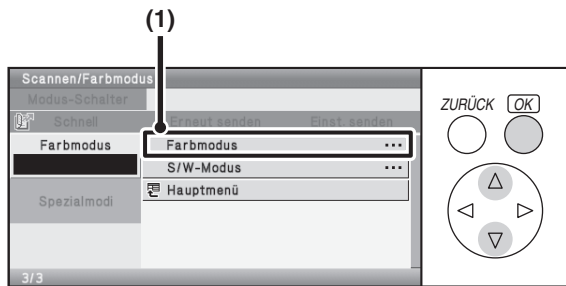 (1)
Scannen/Farbmodus
Modus-Schalter
Schnell Erneut senden Einst. senden
Farbmodus Farbmodus ...
S/W-Modus ...
Spezialmodi Hauptmenü
3/3
ZURÜCK OK